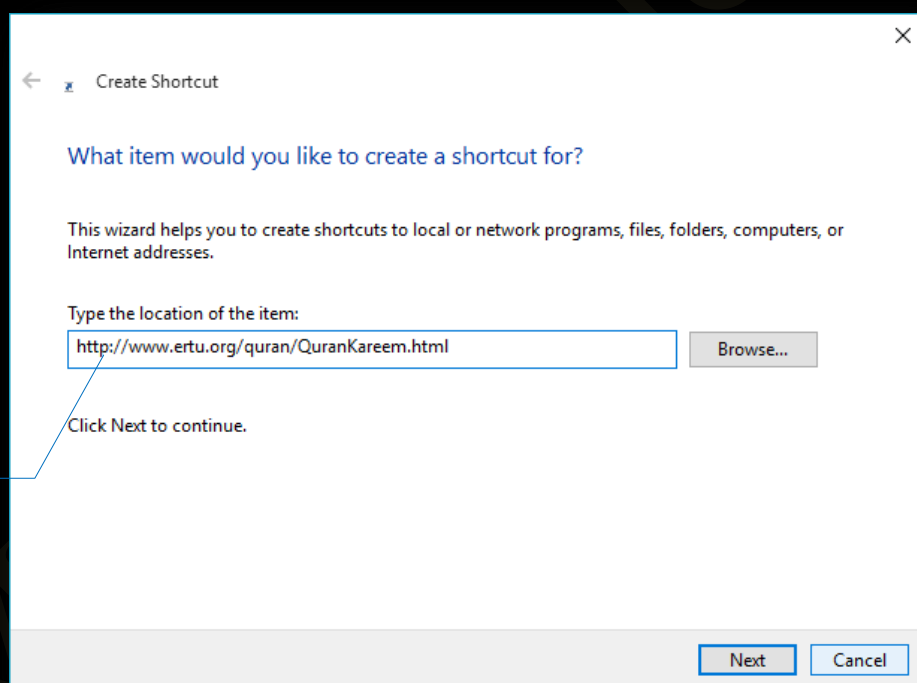 Create Shortcut
What item would you like to create a shortcut for?
This wizard helps you to create shortcuts to local or network programs, files, folders, computers, or
Internet addresses.
Type the location of the item:
http://www.ertu.org/quran/QuranKareem.html
Browse...
Click Next to continue.
Next
Cancel